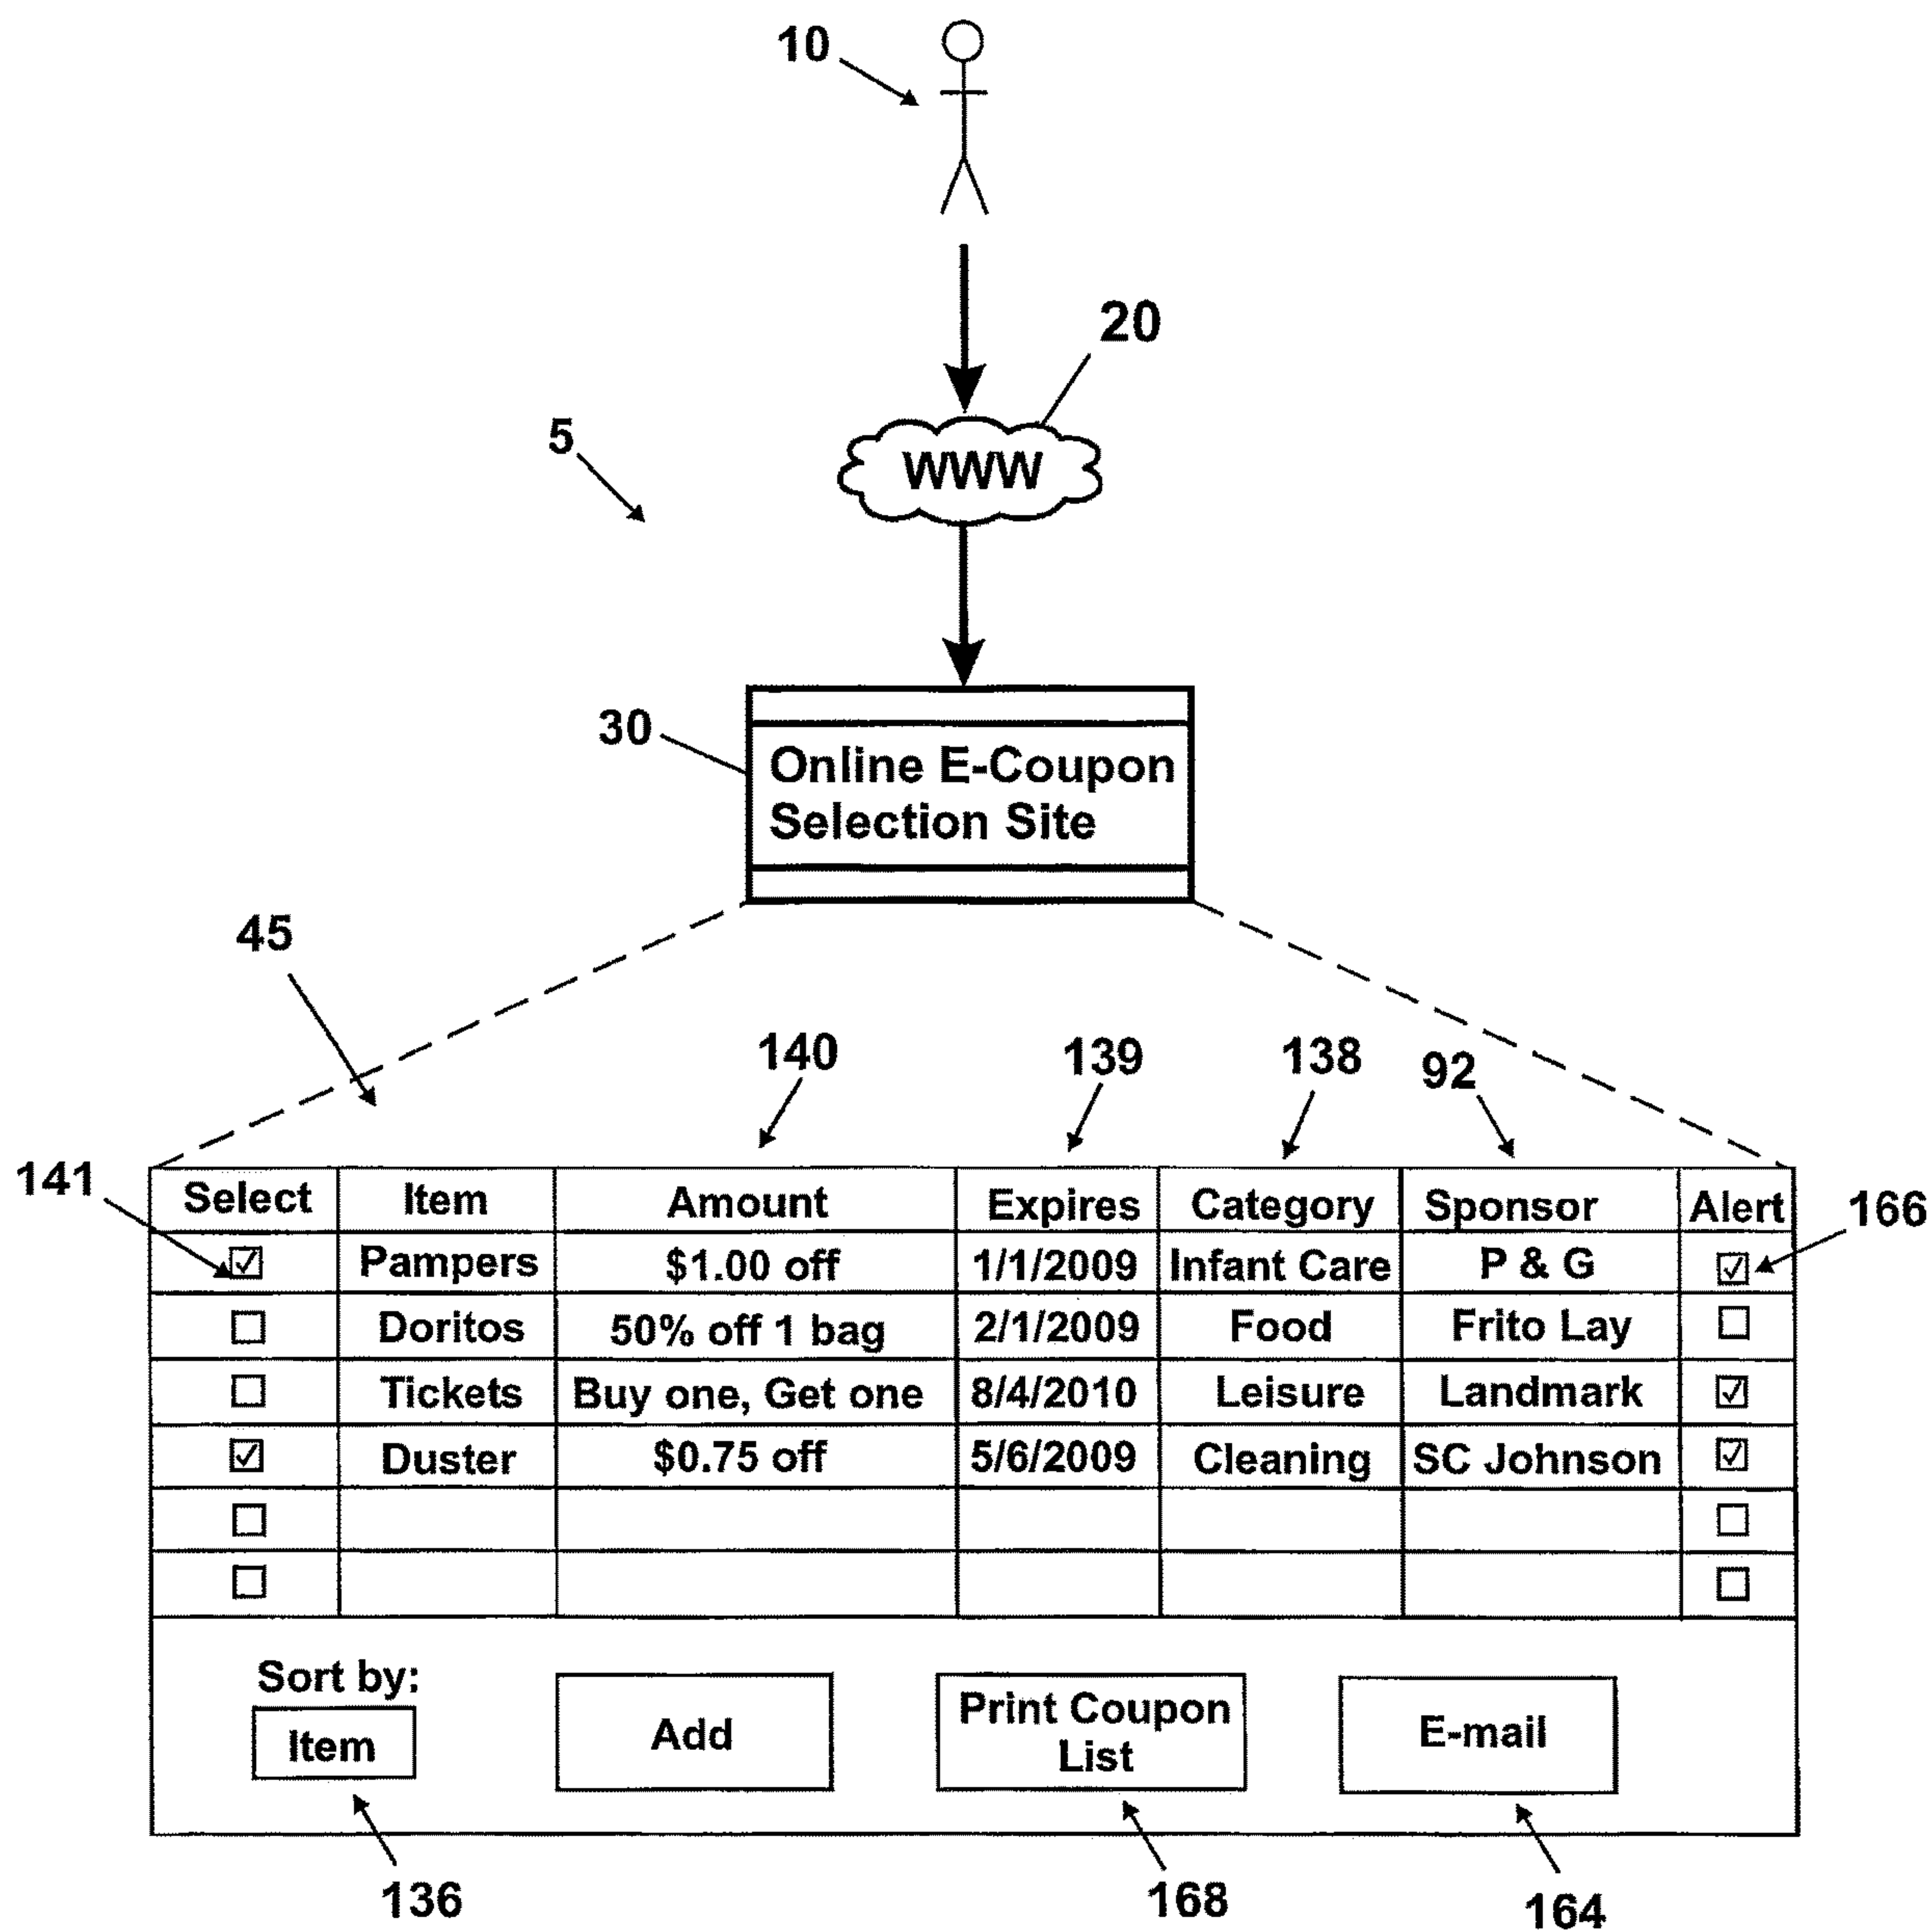 10
20
5
WWW
30
Online E-Coupon
Selection Site
45
140 139 138 92
141
166
Select Item Amount Expires Category Sponsor Alert
Pampers $1.00 off 1/1/2009 Infant Care P & G
Doritos 50% off 1 bag 2/1/2009 Food Frito Lay
Tickets Buy one, Get one 8/4/2010 Leisure Landmark
Duster $0.75 off 5/6/2009 Cleaning SC Johnson
Sort by:
Item
Add
Print Coupon
List
E-mail
136 168 164